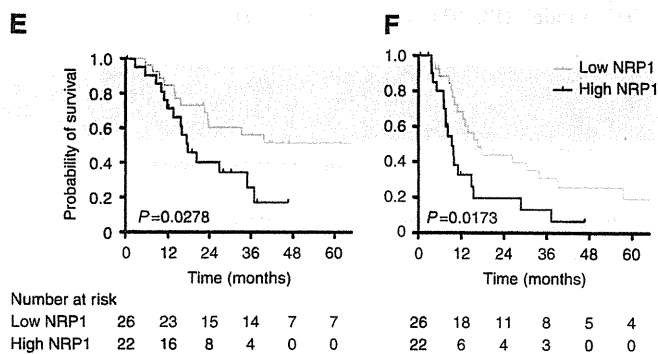 E
Probability of survival
1.0
0.8
0.6
0.4
0.2
0
P=0.0278
0 12 24 36 48 60
Time (months)
F
1.0
0.8
0.6
0.4
0.2
0
Low NRP1
High NRP1
P=0.0173
0 12 24 36 48 60
Time (months)
Number at risk
Low NRP1 26 23 15 14 7 7
High NRP1 22 16 8 4 0 0
26 18 11 8 5 4
22 6 4 3 0 0